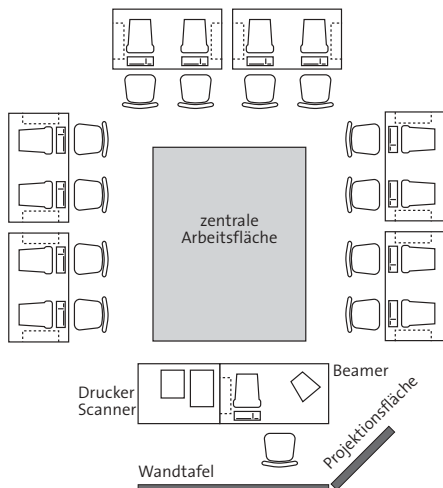 zentrale
Arbeitsfläche
Beamer
Drucker
Scanner
Projektionsfläche
Wandtafel